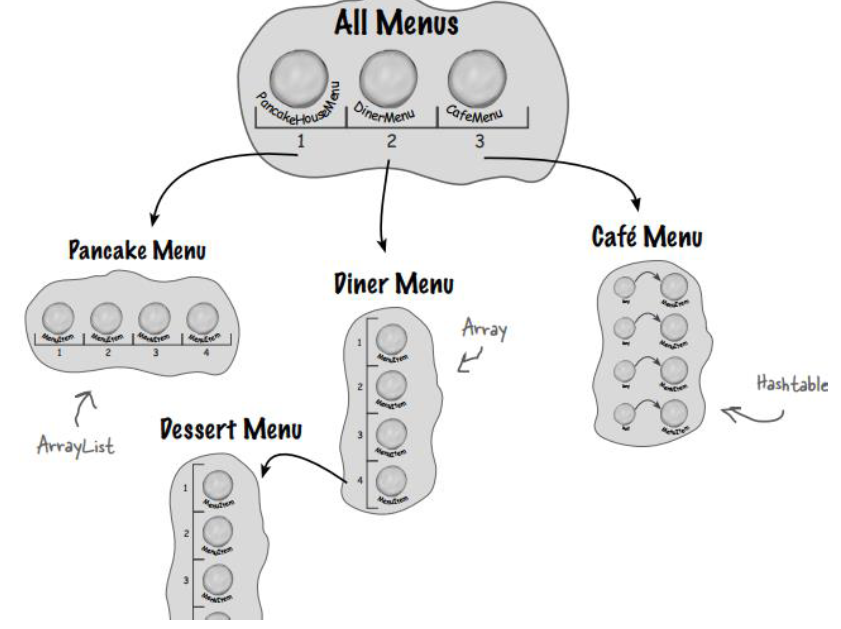 All Menus
PancakeHouseMenu
DinerMenu
CafeMenu
1
2
3
Pancake Menu
MenuItem
MenuItem
MenuItem
MenuItem
1
2
3
4
ArrayList
Diner Menu
1
MenuItem
2
MenuItem
3
MenuItem
4
MenuItem
Array
Café Menu
key
MenuItem
key
MenuItem
key
MenuItem
MenuItem
Hashtable
Dessert Menu
1
MenuItem
2
MenuItem
3
MenuItem